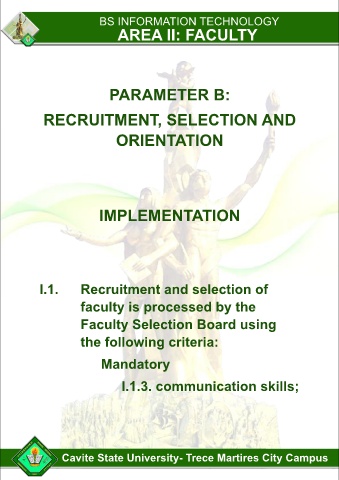 BS INFORMATION TECHNOLOGY
AREA II: FACULTY
PARAMETER B:
RECRUITMENT, SELECTION AND
ORIENTATION
IMPLEMENTATION
I.1. Recruitment and selection of
faculty is processed by the
Faculty Selection Board using
the following criteria:
Mandatory
I.1.3. communication skills;
Cavite State University- Trece Martires City Campus